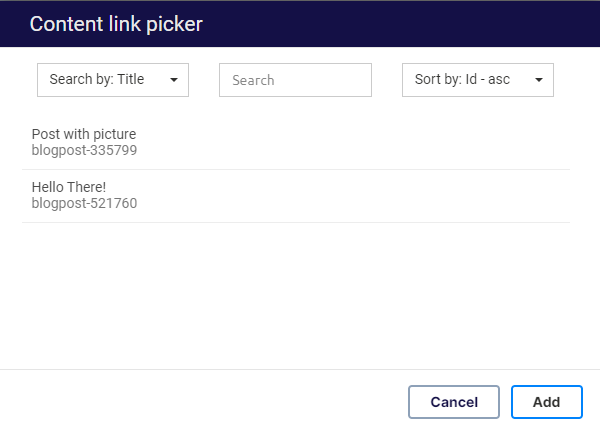 Content link picker
Search by: Title
Search
Sort by: Id - asc
Post with picture
blogpost-335799
Hello There!
blogpost-521760
Cancel
Add